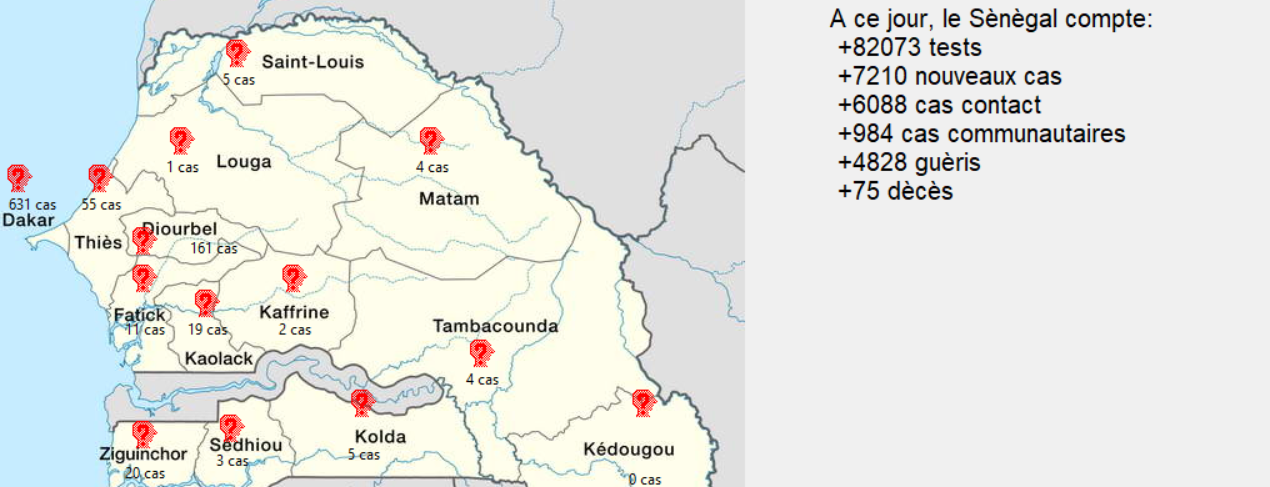 A ce jour, le Sènègal compte:
+82073 tests
+7210 nouveaux cas
+6088 cas contact
+984 cas communautaires
+4828 guèris
+75 dècès
Saint-Louis
5 cas
Louga
1 cas
4 cas
Matam
631 cas
Dakar
55 cas
Thiès
Diourbel
161 cas
Fatick
11 cas
19 cas
Kaolack
Kaffrine
2 cas
Tambacounda
4 cas
Ziguinchor
20 cas
Sédhiou
3 cas
Kolda
5 cas
Kédougou
0 cas